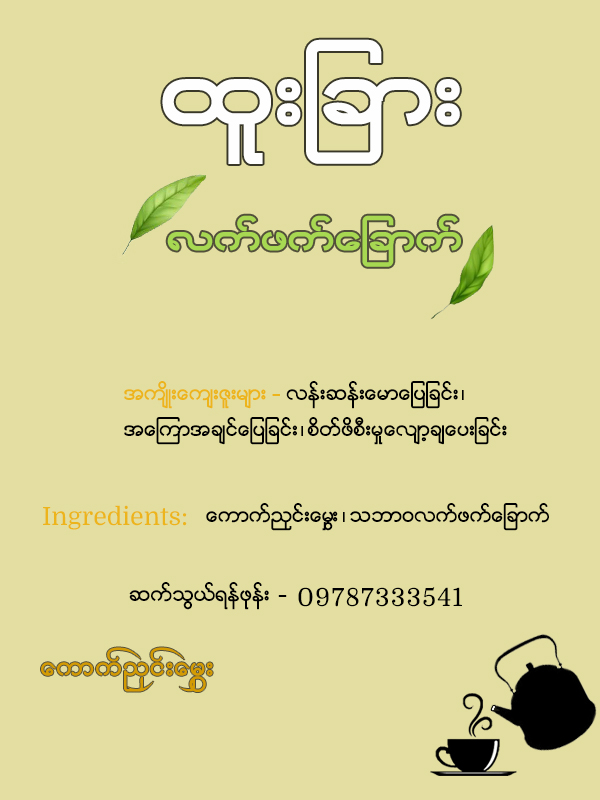 ထူးခြား
လက်ဖက်ခြောက်
အကျိုးကျေးဇူးများ - လန်းဆန်းမောပြေခြင်း၊
အကြောအချင်ပြေခြင်း၊ စိတ်ဖိစီးမှုလျော့ချပေးခြင်း
Ingredients: ကောက်ညှင်းမွှေး၊ သဘာဝလက်ဖက်ခြောက်
ဆက်သွယ်ရန်ဖုန်း - 09787333541
ကောက်ညှင်းမွှေး